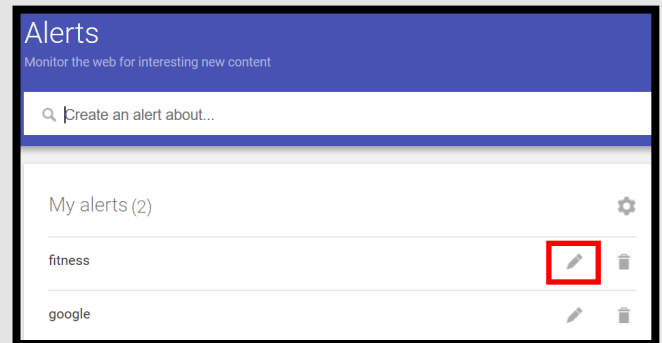 Alerts
Monitor the web for interesting new content
Create an alert about...
My alerts (2)
fitness
google